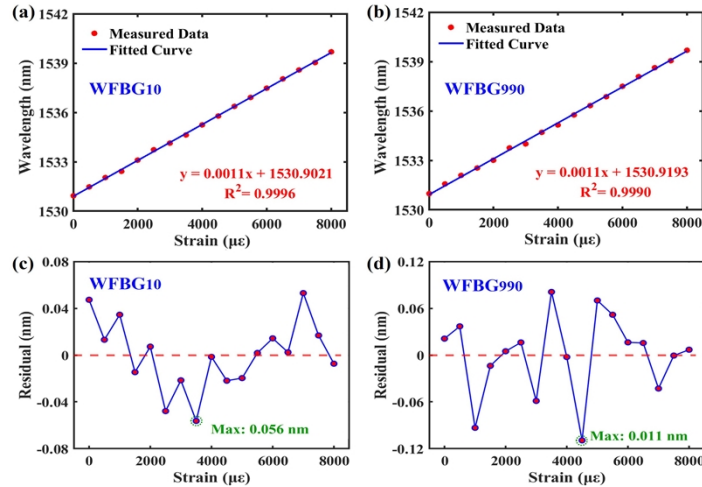 (a)
1542
1539
1536
1533
1530
Wavelength (nm)
Measured Data
Fitted Curve
WFBG10
y = 0.0011x + 1530.9021
R2= 0.9996
0 2000 4000 6000 8000
Strain (με)
(b)
1542
1539
1536
1533
1530
Wavelength (nm)
Measured Data
Fitted Curve
WFBG990
y = 0.0011x + 1530.9193
R2= 0.9990
0 2000 4000 6000 8000
Strain (με)
(c)
0.08
0.04
0
-0.04
-0.08
Residual (nm)
WFBG10
Max: 0.056 nm
0 2000 4000 6000 8000
Strain (με)
(d)
0.12
0.06
0
-0.06
-0.12
Residual (nm)
WFBG990
Max: 0.011 nm
0 2000 4000 6000 8000
Strain (με)